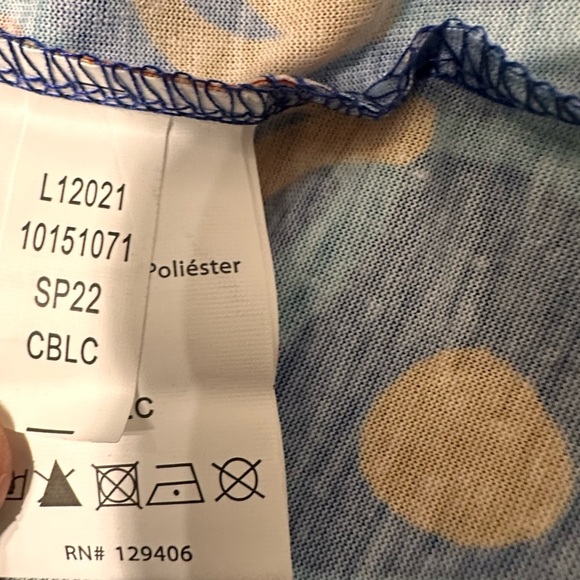 L12021
10151071
SP22
CBLC
Poliéster
RN# 129406